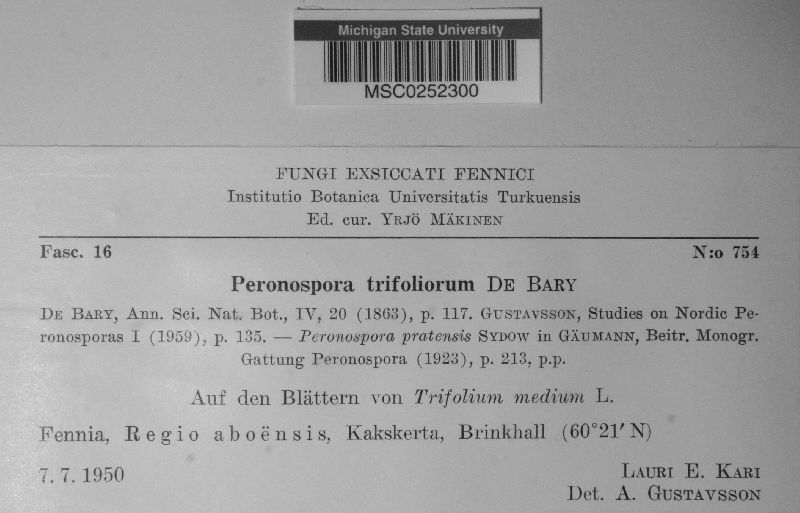 Michigan State University
MSC0252300
FUNGI EXSICCATI FENNICI
Institutio Botanica Universitatis Turkuensis
Ed. cur. YRJÖ MÄKINEN
Fasc. 16 N:o 754
Peronospora trifoliorum DE BARY
DE BARY, Ann. Sci. Nat. Bot., IV, 20 (1863), p. 117. GUSTAVSSON, Studies on Nordic Pe-
ronosporas I (1959), p. 135. — Peronospora pratensis SYDOW in GÄUMANN, Beitr. Monogr.
Gattung Peronospora (1923), p. 213, p.p.
Auf den Blättern von Trifolium medium L.
Fennia, Regio aboënsis, Kakskerta, Brinkhall (60°21′ N)
7. 7. 1950 LAURI E. KARI
Det. A. GUSTAVSSON